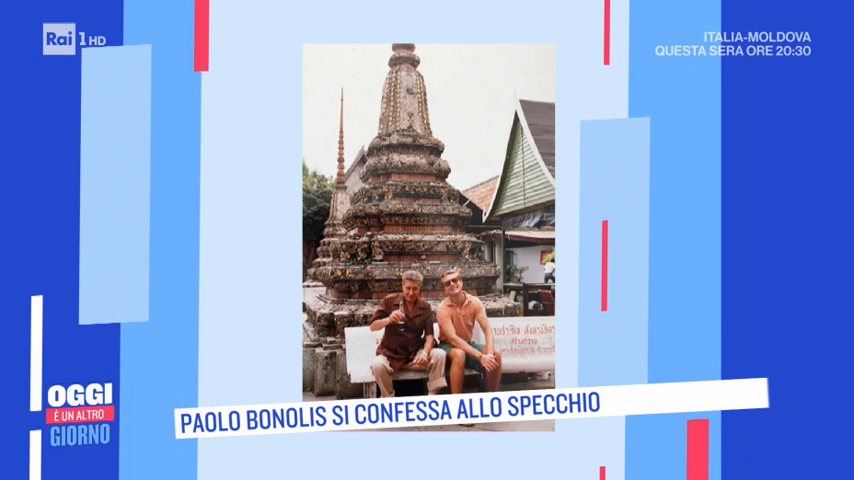 Rai 1 HD
ITALIA-MOLDOVA
QUESTA SERA ORE 20:30
OGGI
È UN ALTRO
GIORNO
PAOLO BONOLIS SI CONFESSA ALLO SPECCHIO